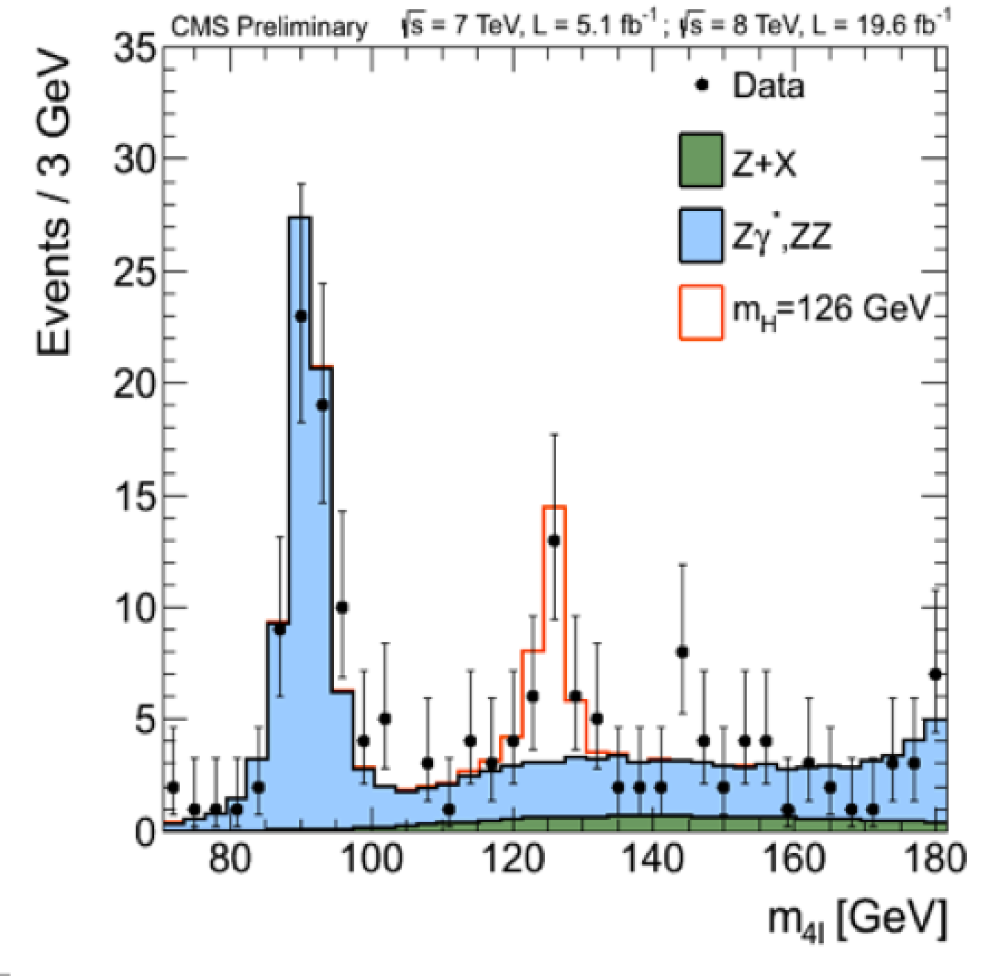 CMS Preliminary √s = 7 TeV, L = 5.1 fb⁻¹ ; √s = 8 TeV, L = 19.6 fb⁻¹
Events / 3 GeV
35
30
25
20
15
10
5
0
Data
Z+X
Zγ*,ZZ
m_H=126 GeV
80 100 120 140 160 180
m_4l [GeV]